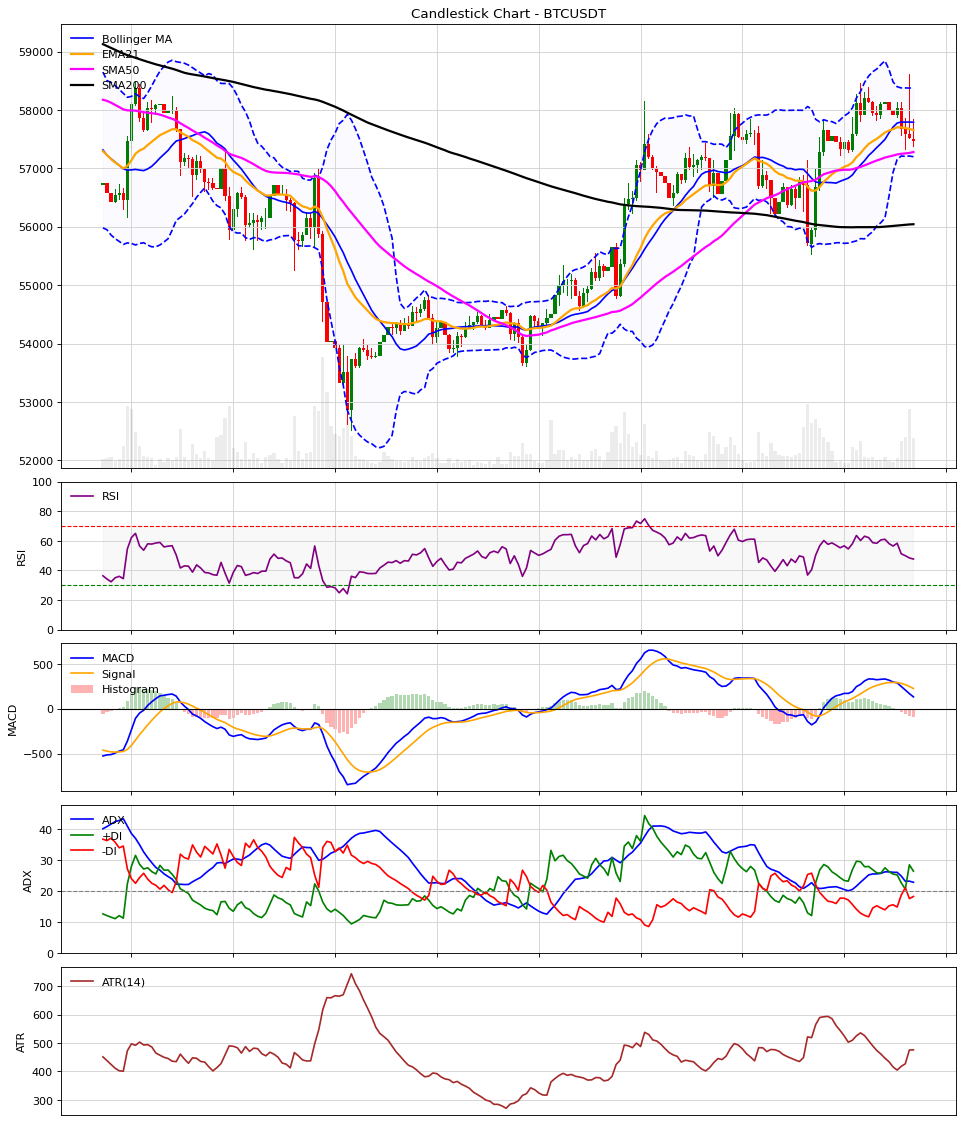 Candlestick Chart - BTCUSDT
Bollinger MA
EMA21
SMA50
SMA200
59000
58000
57000
56000
55000
54000
53000
52000
RSI
100
80
60
40
20
0
RSI
MACD
Signal
Histogram
500
0
−500
MACD
ADX
+DI
-DI
40
30
20
10
0
ADX
ATR(14)
700
600
500
400
300
ATR